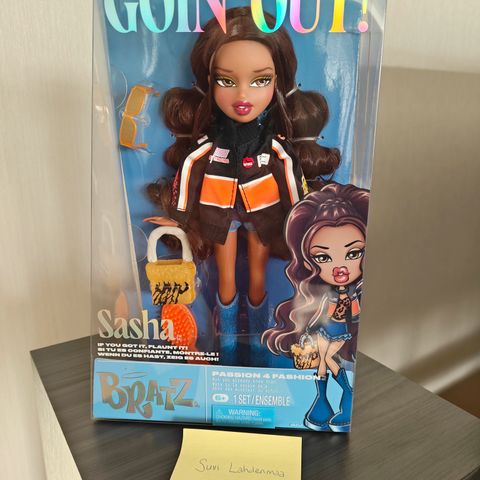 GOIN' OUT!
Sasha
IF YOU GOT IT, FLAUNT IT!
SI TU ES CONFIANTE, MONTRE-LE !
WENN DU ES HAST, ZEIG ES AUCH!
BRATZ
PASSION 4 FASHION
6+
1 SET/ENSEMBLE
WARNING:
Suvi Lahdenmaa